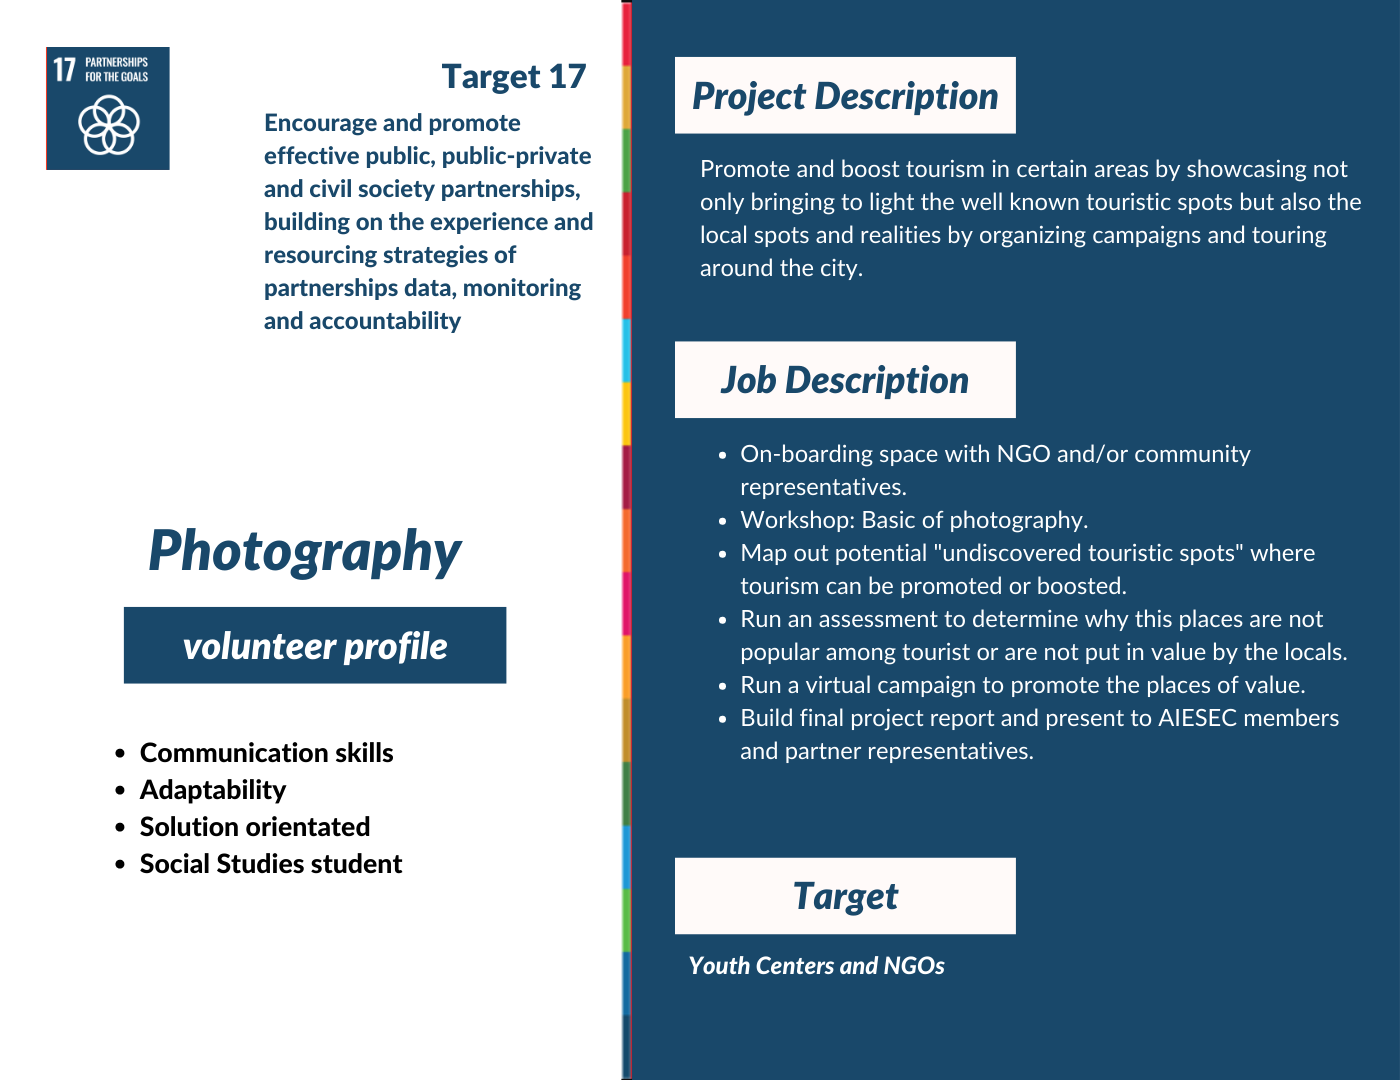 17 PARTNERSHIPS
FOR THE GOALS
Target 17
Encourage and promote
effective public, public-private
and civil society partnerships,
building on the experience and
resourcing strategies of
partnerships data, monitoring
and accountability
Photography
volunteer profile
• Communication skills
• Adaptability
• Solution orientated
• Social Studies student
Project Description
Promote and boost tourism in certain areas by showcasing not
only bringing to light the well known touristic spots but also the
local spots and realities by organizing campaigns and touring
around the city.
Job Description
• On-boarding space with NGO and/or community
representatives.
• Workshop: Basic of photography.
• Map out potential "undiscovered touristic spots" where
tourism can be promoted or boosted.
• Run an assessment to determine why this places are not
popular among tourist or are not put in value by the locals.
• Run a virtual campaign to promote the places of value.
• Build final project report and present to AIESEC members
and partner representatives.
Target
Youth Centers and NGOs